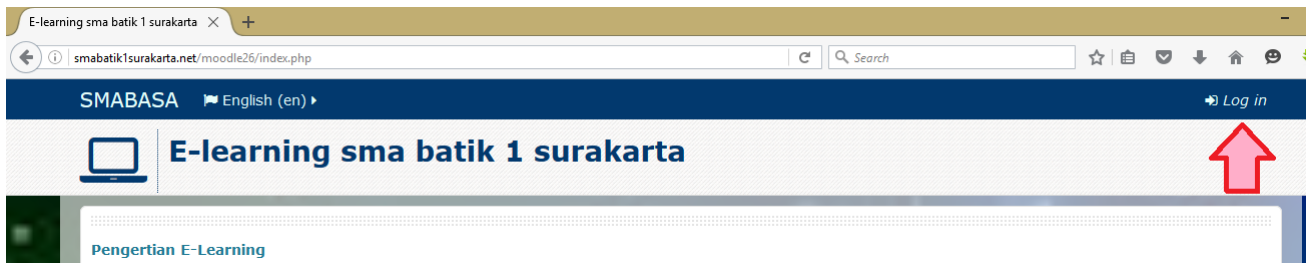 E-learning sma batik 1 surakarta
smabatik1surakarta.net/moodle26/index.php
Search
SMABASA English (en)
Log in
E-learning sma batik 1 surakarta
Pengertian E-Learning